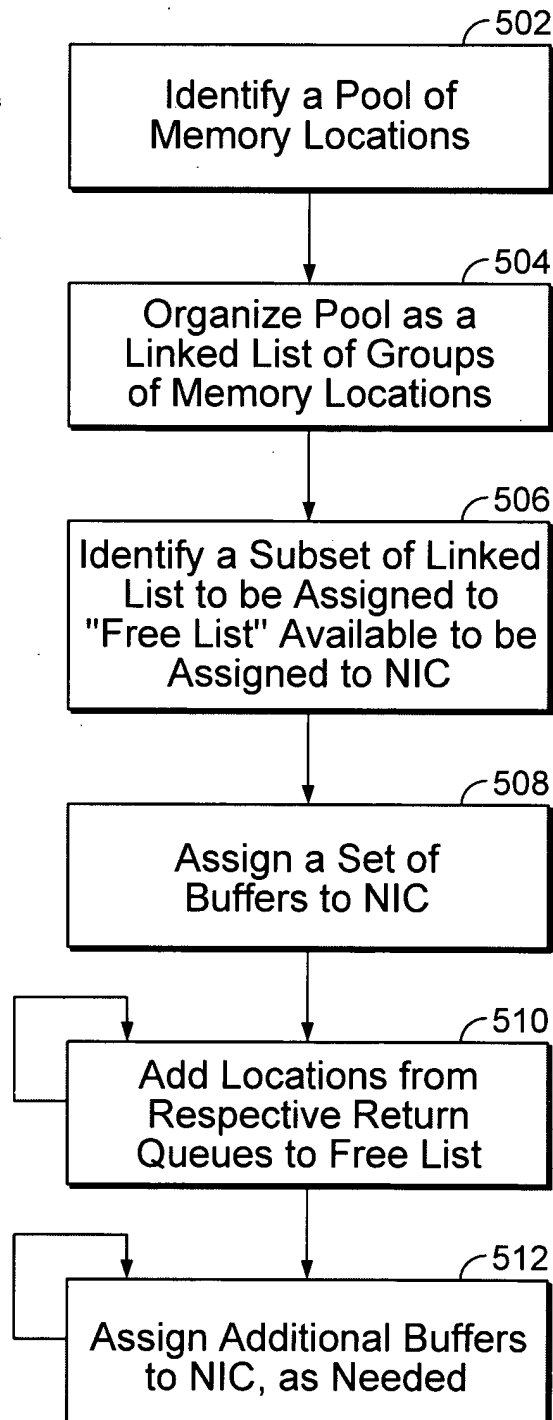 502
Identify a Pool of
Memory Locations
504
Organize Pool as a
Linked List of Groups
of Memory Locations
506
Identify a Subset of Linked
List to be Assigned to
"Free List" Available to be
Assigned to NIC
508
Assign a Set of
Buffers to NIC
510
Add Locations from
Respective Return
Queues to Free List
512
Assign Additional Buffers
to NIC, as Needed